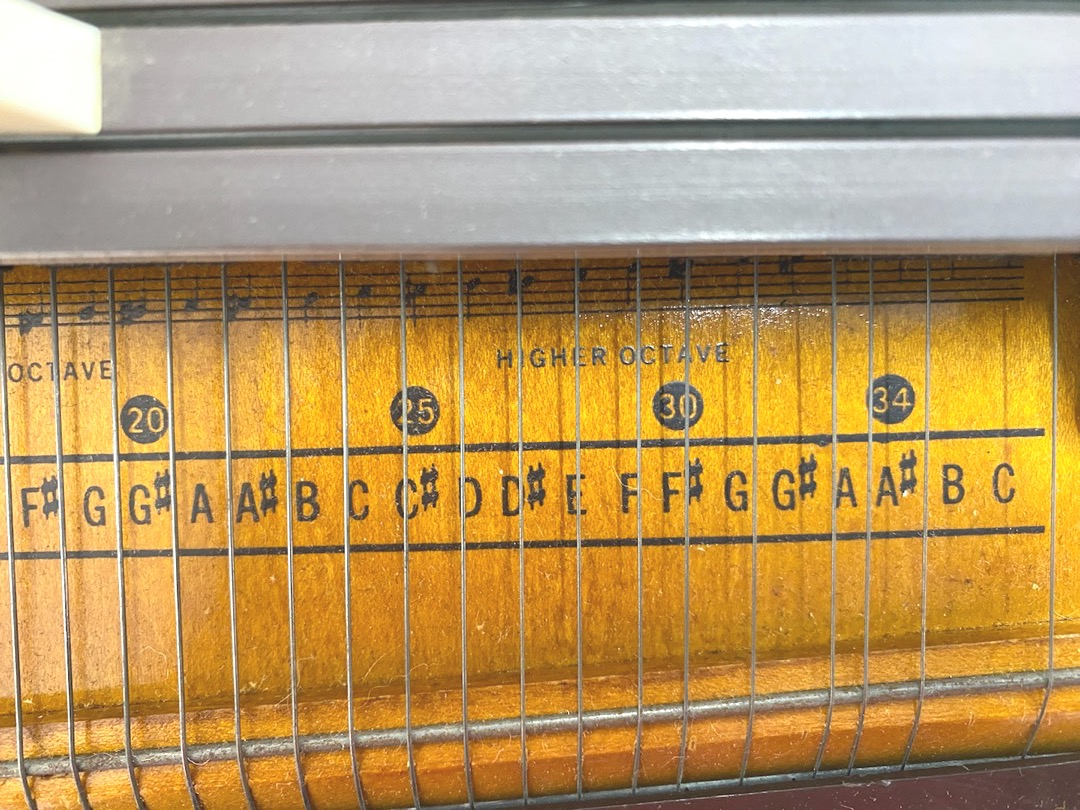 OCTAVE HIGHER OCTAVE
20 25 30 34
F# G G# A A# B C C# D D# E F F# G G# A A# B C